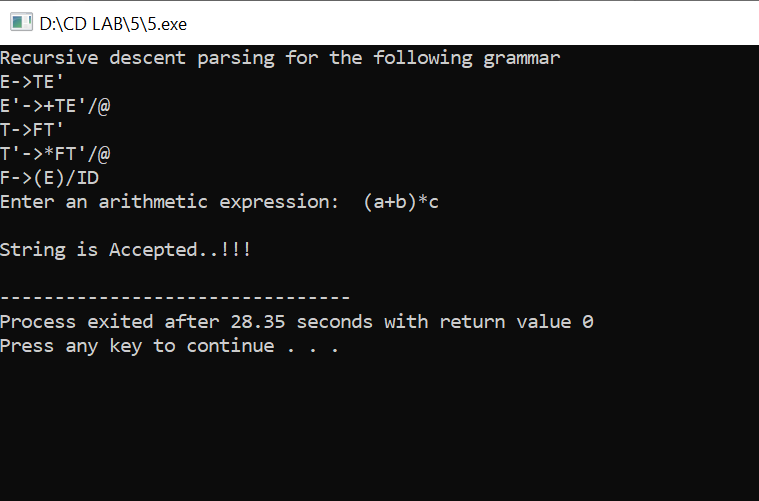 D:\CD LAB\5\5.exe
Recursive descent parsing for the following grammar
E->TE'
E'->+TE'/@
T->FT'
T'->*FT'/@
F->(E)/ID
Enter an arithmetic expression:  (a+b)*c
String is Accepted..!!!
--------------------------------
Process exited after 28.35 seconds with return value 0
Press any key to continue . . .